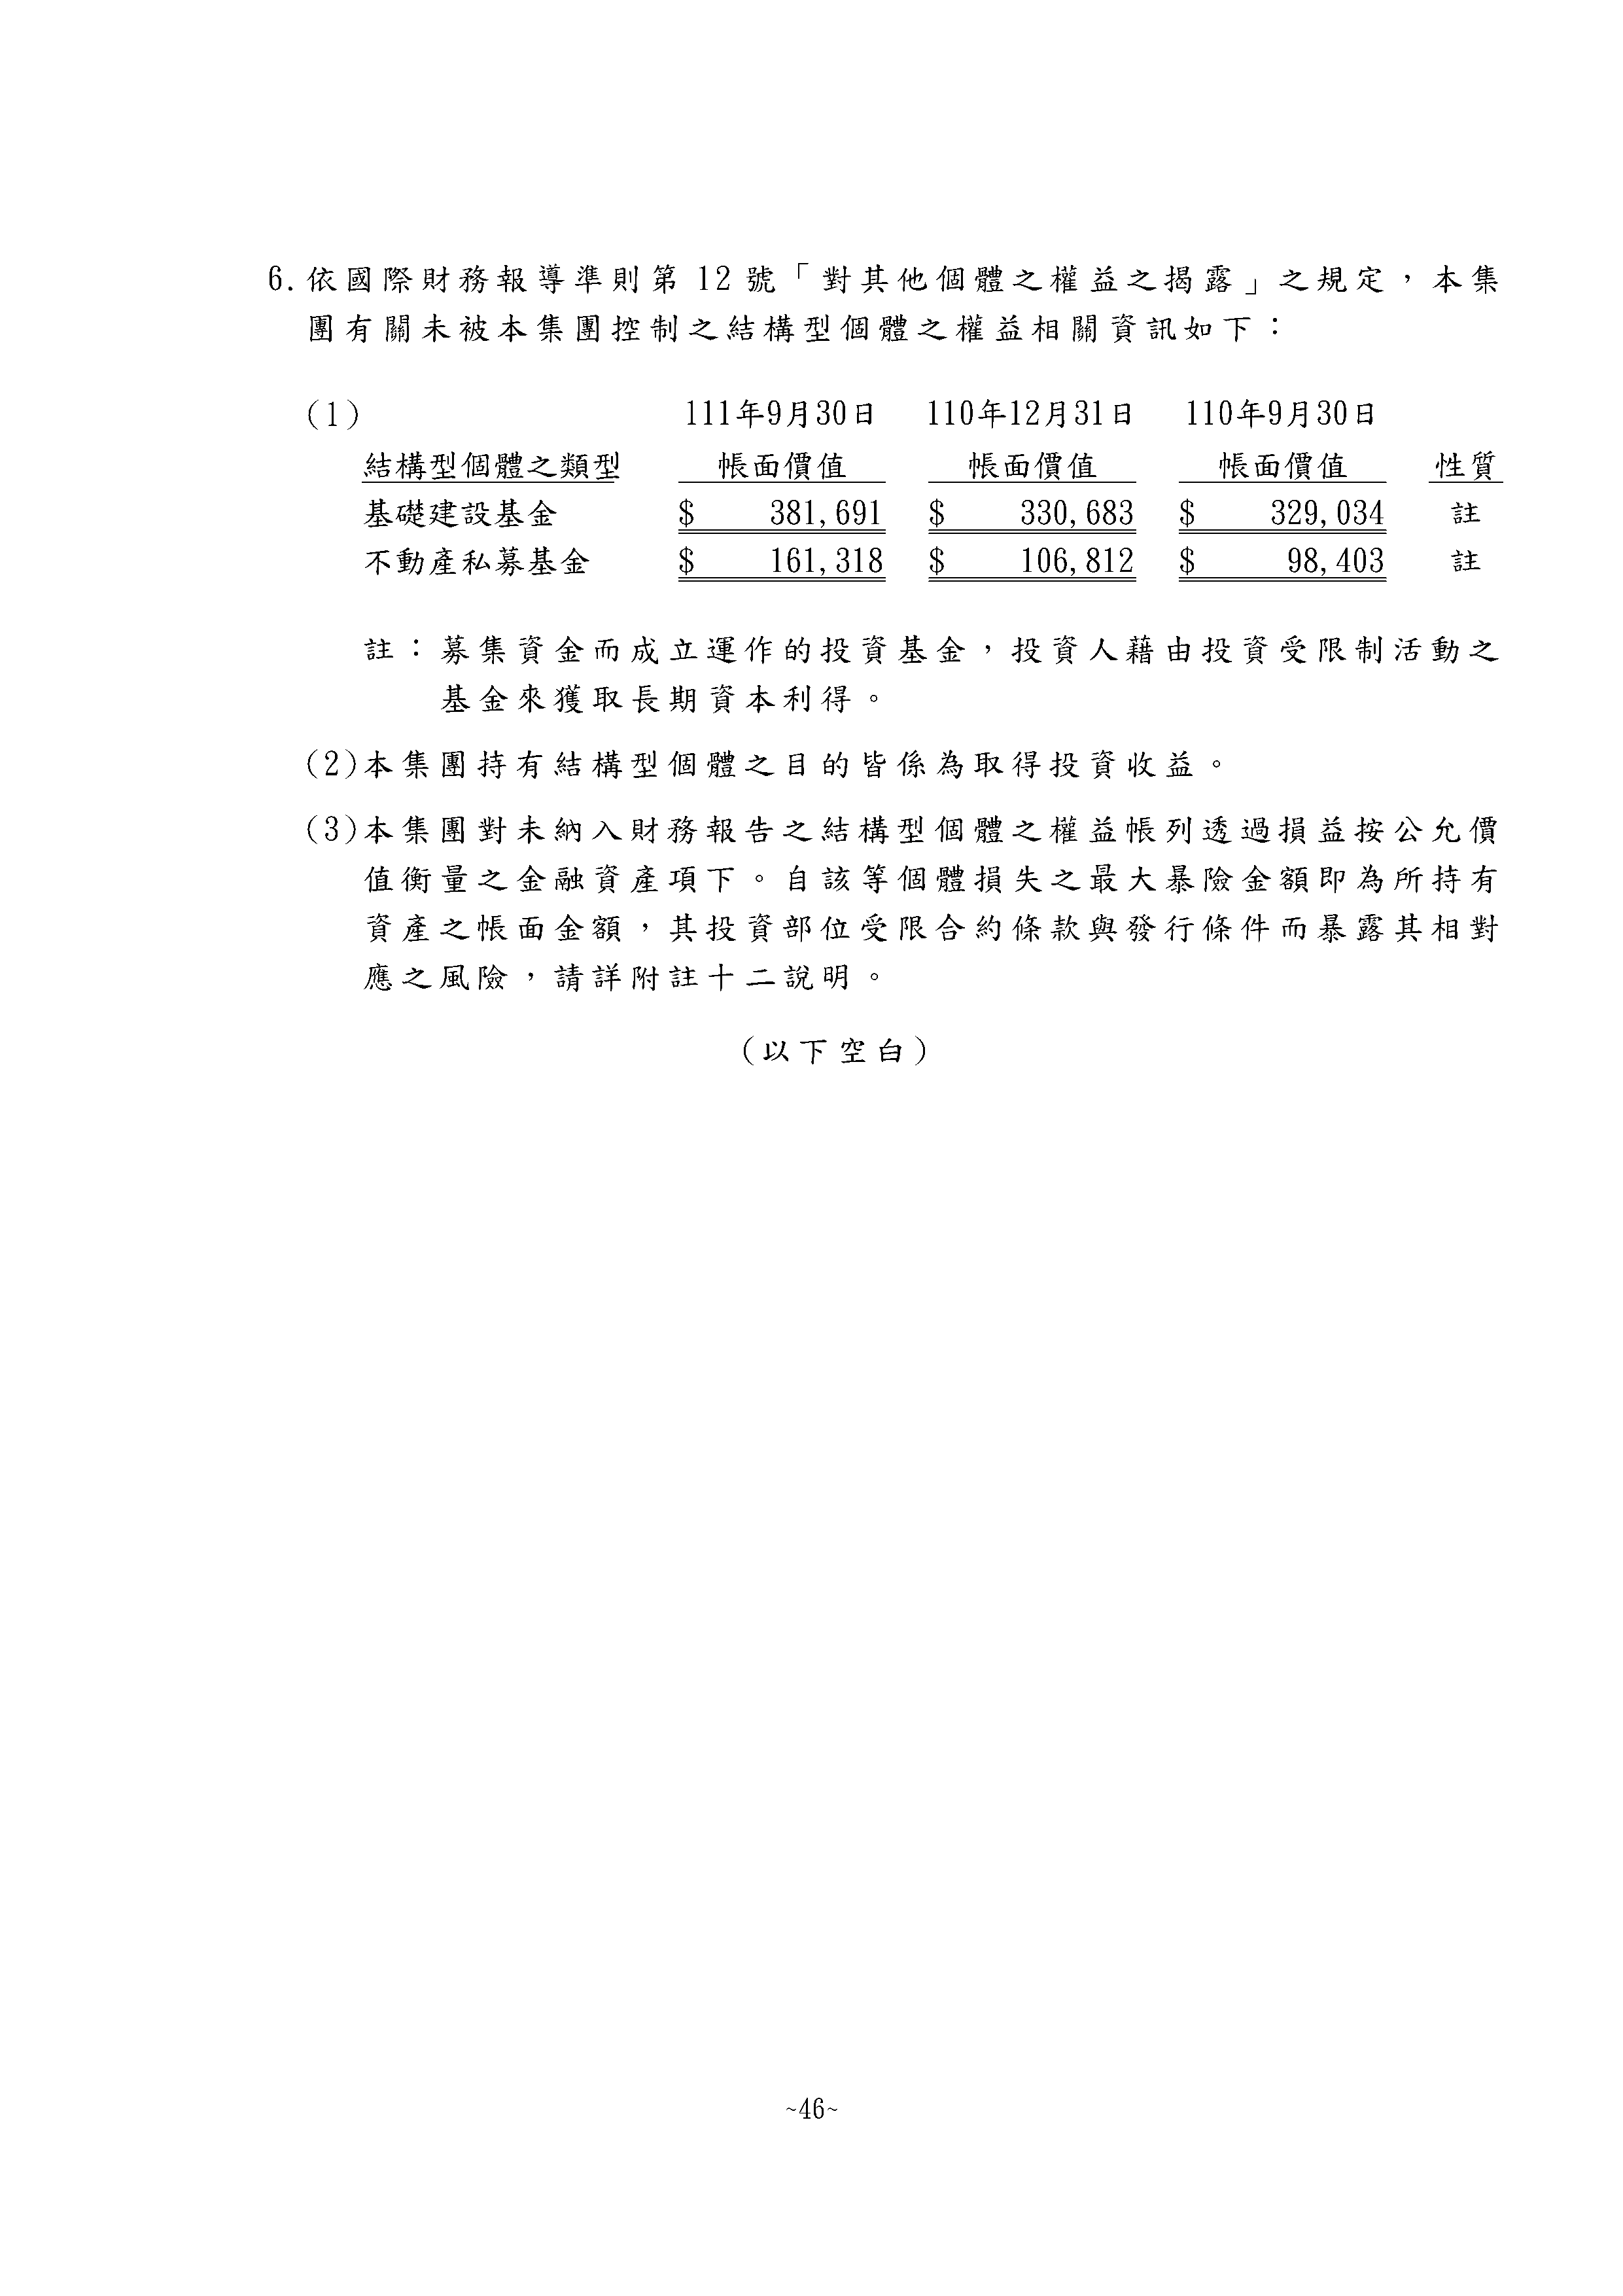 6.依國際財務報導準則第 12 號「對其他個體之權益之揭露」之規定，本集
團有關未被本集團控制之結構型個體之權益相關資訊如下：
(1) 111年9月30日 110年12月31日 110年9月30日
結構型個體之類型 帳面價值 帳面價值 帳面價值 性質
基礎建設基金 $ 381,691 $ 330,683 $ 329,034 註
不動產私募基金 $ 161,318 $ 106,812 $ 98,403 註
註：募集資金而成立運作的投資基金，投資人藉由投資受限制活動之
基金來獲取長期資本利得。
(2)本集團持有結構型個體之目的皆係為取得投資收益。
(3)本集團對未納入財務報告之結構型個體之權益帳列透過損益按公允價
值衡量之金融資產項下。自該等個體損失之最大暴險金額即為所持有
資產之帳面金額，其投資部位受限合約條款與發行條件而暴露其相對
應之風險，請詳附註十二說明。
(以下空白)
~46~